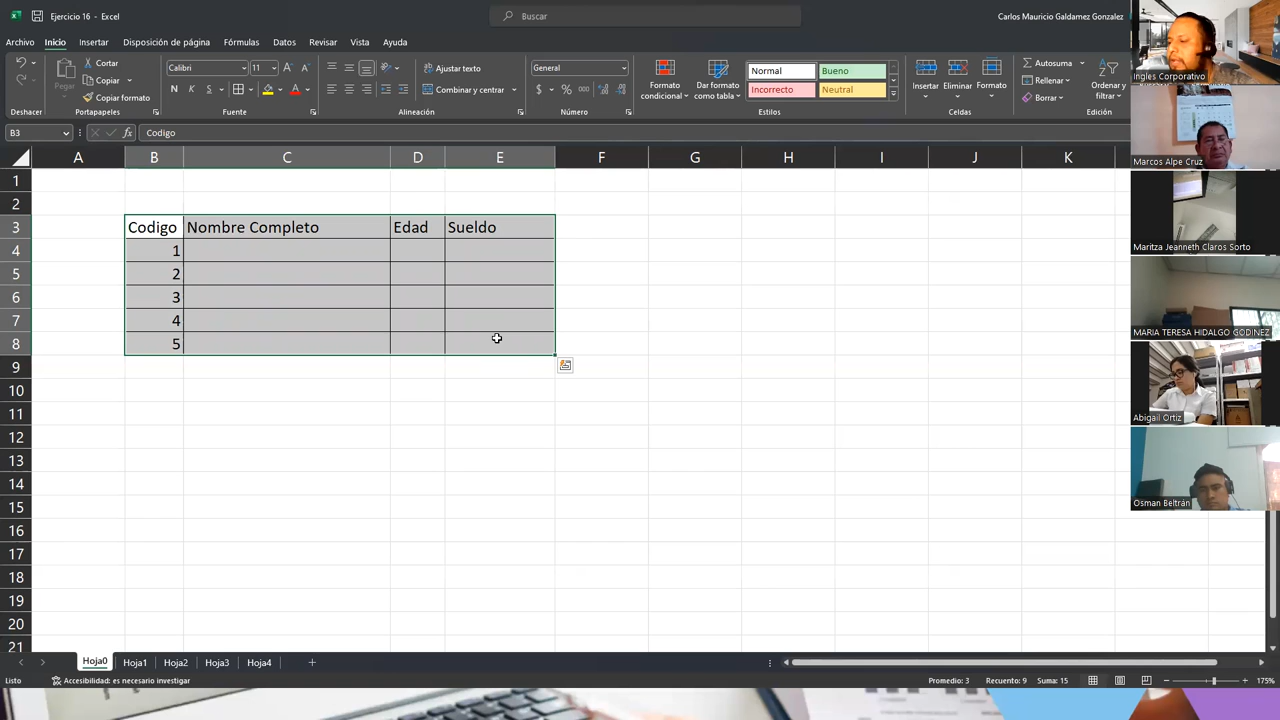 Ejercicio 16 - Excel
Buscar
Carlos Mauricio Galdamez Gonzalez
Archivo Inicio Insertar Disposición de página Fórmulas Datos Revisar Vista Ayuda
Pegar
Cortar
Copiar
Copiar formato
Calibri 11
N K S
Ajustar
General
$ % 000
Formato condicional
Dar formato como tabla
Normal Bueno
Incorrecto Neutral
Insertar Eliminar Formato
Autosuma
Rellenar
Borrar
Ordenar y filtrar
Deshacer Portapapeles Fuente Alineación Número Estilos Celdas Edición
B3 fx Codigo
A B C D E F G H I J K
1
2
3 Codigo Nombre Completo Edad Sueldo
4 1
5 2
6 3
7 4
8 5
9
10
11
12
13
14
15
16
17
18
19
20
21
Hoja0 Hoja1 Hoja2 Hoja3 Hoja4
Listo Accesibilidad: es necesario investigar Promedio: 3 Recuento: 9 Suma: 15 175%
Ingles Corporativo
Marcos Alpe Cruz
Maritza Jeanneth Claros Sorto
MARIA TERESA HIDALGO GODINEZ
Abigail Ortiz
Osman Beltrán